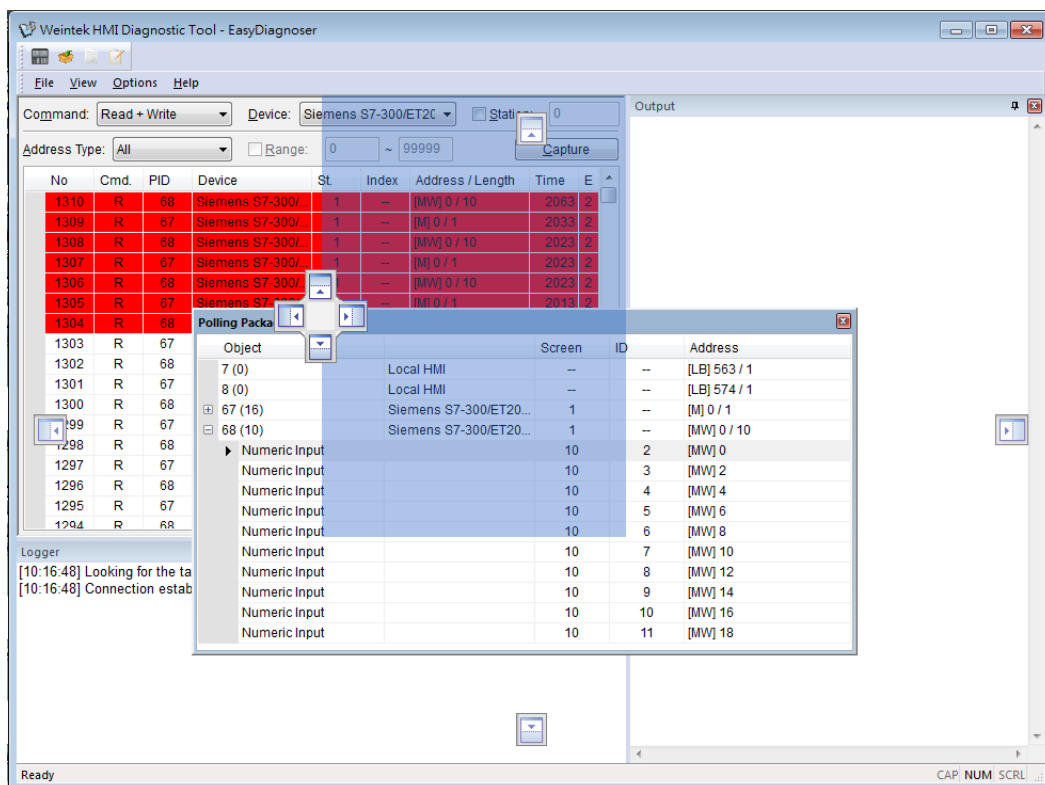 Weintek HMI Diagnostic Tool - EasyDiagnoser
File View Options Help
Command: Read + Write Device: Siemens S7-300/ET20 0
Output
Address Type: All Range: 0 ~ 99999 Capture
No Cmd. PID Device St. Index Address / Length Time E
1310 R 68 Siemens S7-300/... 1 -- [MW] 0 / 10 2063 2
1309 R 67 Siemens S7-300/... 1 -- [M] 0 / 1 2033 2
1308 R 68 Siemens S7-300/... 1 -- [MW] 0 / 10 2023 2
1307 R 67 Siemens S7-300/... 1 -- [M] 0 / 1 2023 2
1306 R 68 Siemens S7-300/... -- [MW] 0 / 10 2023 2
1305 R 67 Siemens -- [M] 0 / 1 2013 2
1304 R 68
1303 R 67
1302 R 68
1301 R 67
1300 R 68
R 67
1298 R 68
1297 R 67
1296 R 68
1295 R 67
1294 R 68
Polling
Object Screen ID Address
7 (0) Local HMI -- -- [LB] 563 / 1
8 (0) Local HMI -- -- [LB] 574 / 1
67 (16) Siemens S7-300/ET20... 1 -- [M] 0 / 1
68 (10) Siemens S7-300/ET20... 1 -- [MW] 0 / 10
Numeric Input 10 2 [MW] 0
Numeric Input 10 3 [MW] 2
Numeric Input 10 4 [MW] 4
Numeric Input 10 5 [MW] 6
Numeric Input 10 6 [MW] 8
Numeric Input 10 7 [MW] 10
Numeric Input 10 8 [MW] 12
Numeric Input 10 9 [MW] 14
Numeric Input 10 10 [MW] 16
Numeric Input 10 11 [MW] 18
Logger
[10:16:48] Looking for the ta
[10:16:48] Connection estab
Ready
CAP NUM SCRL